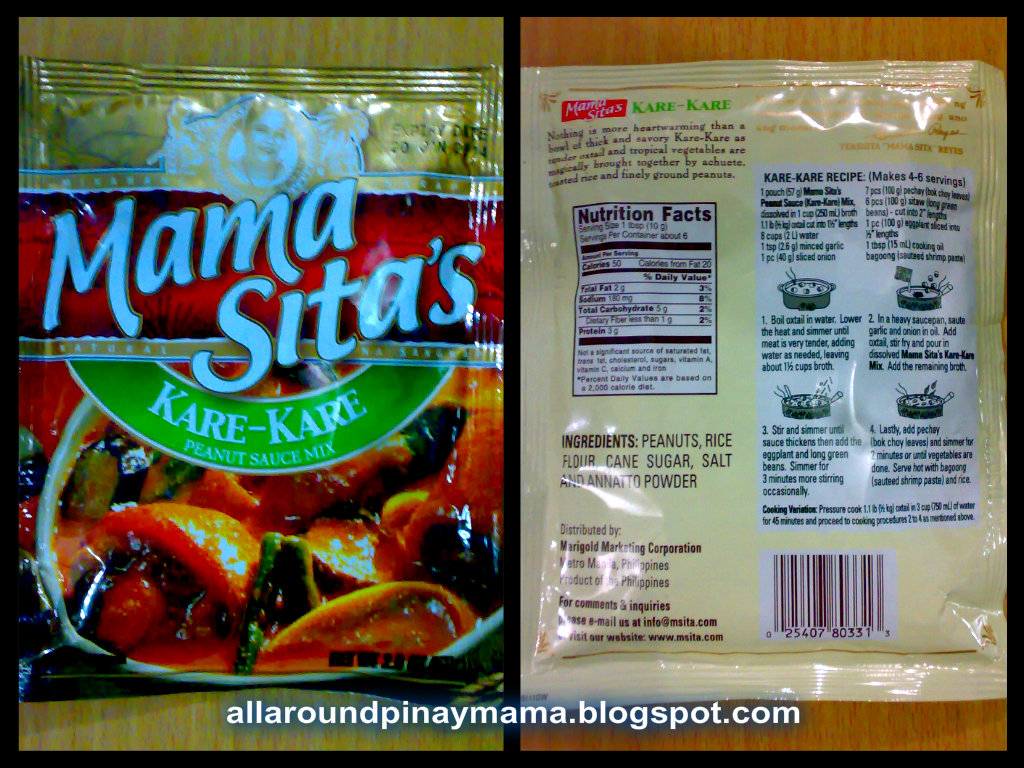 EXPIRY DATE
Mama
Sita's
KARE-KARE
PEANUT SAUCE MIX
Mama Sita's KARE-KARE
Nothing is more heartwarming than a
bowl of thick and savory Kare-Kare as
tender oxtail and tropical vegetables are
magically brought together by achuete,
toasted rice and finely ground peanuts.
TERESITA "MAMA SITA" REYES
Nutrition Facts
Serving Size 1 tbsp (10 g)
Servings Per Container about 6
Amount Per Serving
Calories 50 Calories from Fat 20
% Daily Value*
Total Fat 2 g 3%
Sodium 180 mg 8%
Total Carbohydrate 5 g 2%
Dietary Fiber less than 1 g 2%
Protein 3 g
Not a significant source of saturated fat,
trans fat, cholesterol, sugars, vitamin A,
vitamin C, calcium and iron
*Percent Daily Values are based on
a 2,000 calorie diet.
INGREDIENTS: PEANUTS, RICE
FLOUR, CANE SUGAR, SALT
AND ANNATTO POWDER
Distributed by:
Marigold Marketing Corporation
Metro Manila, Philippines
Product of the Philippines
For comments & inquiries
please e-mail us at info@msita.com
or visit our website: www.msita.com
KARE-KARE RECIPE: (Makes 4-6 servings)
1 pouch (57 g) Mama Sita's
Peanut Sauce (Kare-Kare) Mix,
dissolved in 1 cup (250 mL) broth
1.1 lb (½ kg) oxtail cut into 1½" lengths
8 cups (2 L) water
1 tsp (2.6 g) minced garlic
1 pc (40 g) sliced onion
7 pcs (100 g) pechay (bok choy leaves)
8 pcs (100 g) sitaw (long green
beans) - cut into 2" lengths
1 pc (100 g) eggplant sliced into
½" lengths
1 tbsp (15 mL) cooking oil
bagoong (sauteed shrimp paste)
1. Boil oxtail in water. Lower
the heat and simmer until
meat is very tender, adding
water as needed, leaving
about 1½ cups broth.
2. In a heavy saucepan, saute
garlic and onion in oil. Add
oxtail, stir fry and pour in
dissolved Mama Sita's Kare-Kare
Mix. Add the remaining broth.
3. Stir and simmer until
sauce thickens then add the
eggplant and long green
beans. Simmer for
3 minutes more stirring
occasionally.
4. Lastly, add pechay
(bok choy leaves) and simmer for
2 minutes or until vegetables are
done. Serve hot with bagoong
(sauteed shrimp paste) and rice.
Cooking Variation: Pressure cook 1.1 lb (½ kg) oxtail in 3 cup (750 mL) of water
for 45 minutes and proceed to cooking procedures 2 to 4 as mentioned above.
0 25407 80331 3
allaroundpinaymama.blogspot.com